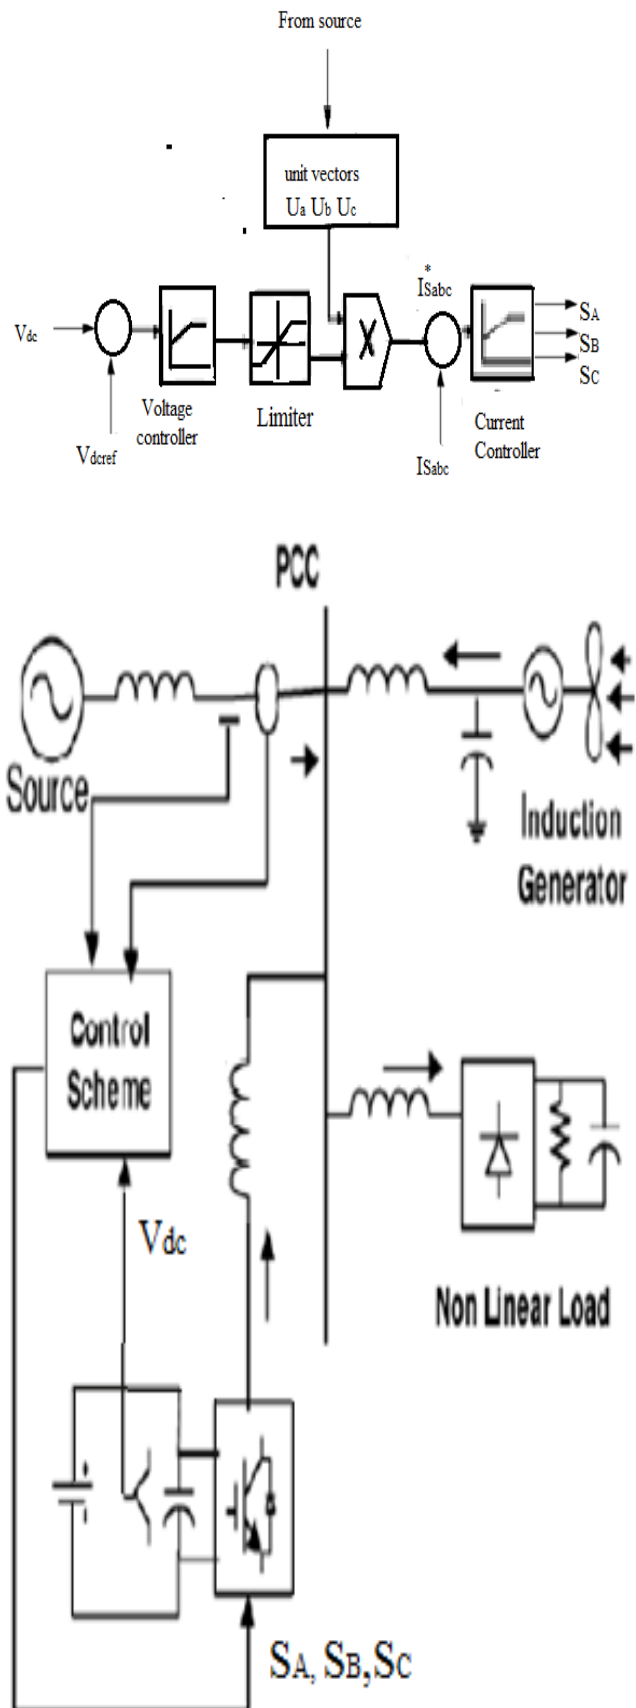 From source
unit vectors
Ua Ub Uc
I*Sabc
Vdc
SA
SB
SC
Voltage
controller
Limiter
Current
Controller
Vdcref
ISabc
PCC
Source
Induction
Generator
Control
Scheme
Vdc
Non Linear Load
SA, SB,SC